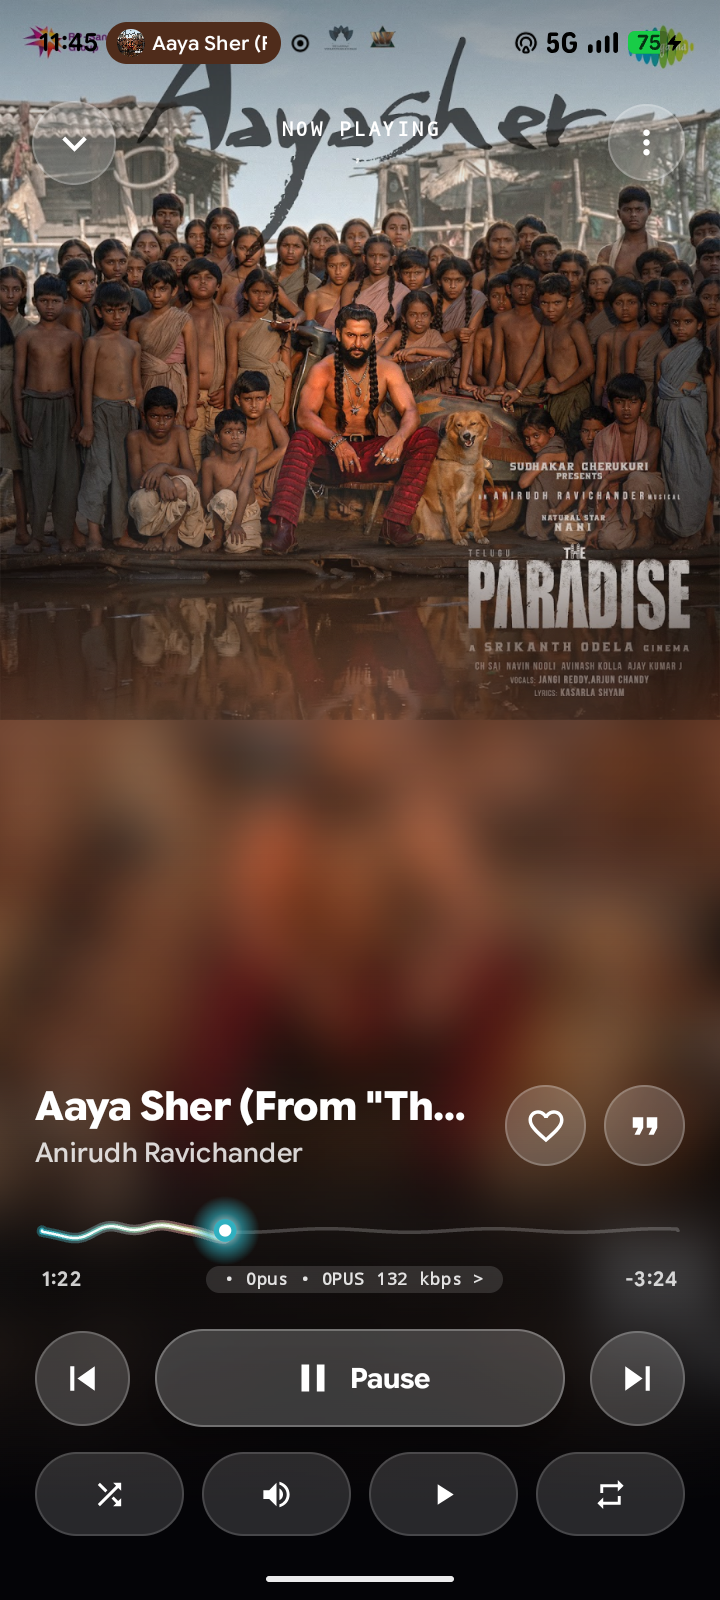 11:45
Aaya Sher (F
5G
75
Aayasher
NOW PLAYING
SUDHAKAR CHERUKURI
PRESENTS
AN ANIRUDH RAVICHANDER MUSICAL
NATURAL STAR
NANI
TELUGU
THE
PARADISE
A SRIKANTH ODELA CINEMA
CH SAI NAVIN NOOLI AVINASH KOLLA AJAY KUMAR J
VOCALS: JANGI REDDY,ARJUN CHANDY
LYRICS: KASARLA SHYAM
Aaya Sher (From "Th...
Anirudh Ravichander
1:22
• Opus • OPUS 132 kbps >
-3:24
Pause